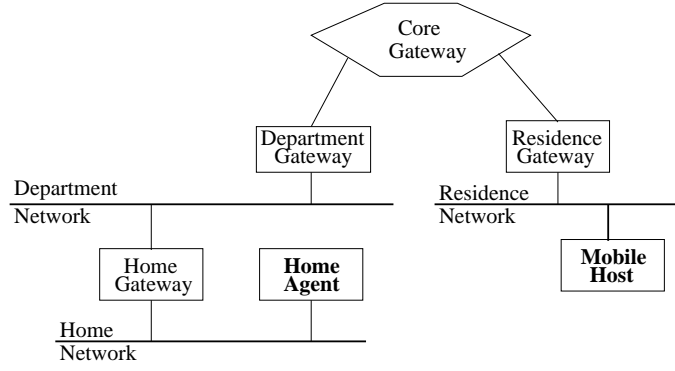 Core
Gateway
Department
Gateway
Residence
Gateway
Department
Network
Residence
Network
Home
Gateway
Home
Agent
Mobile
Host
Home
Network